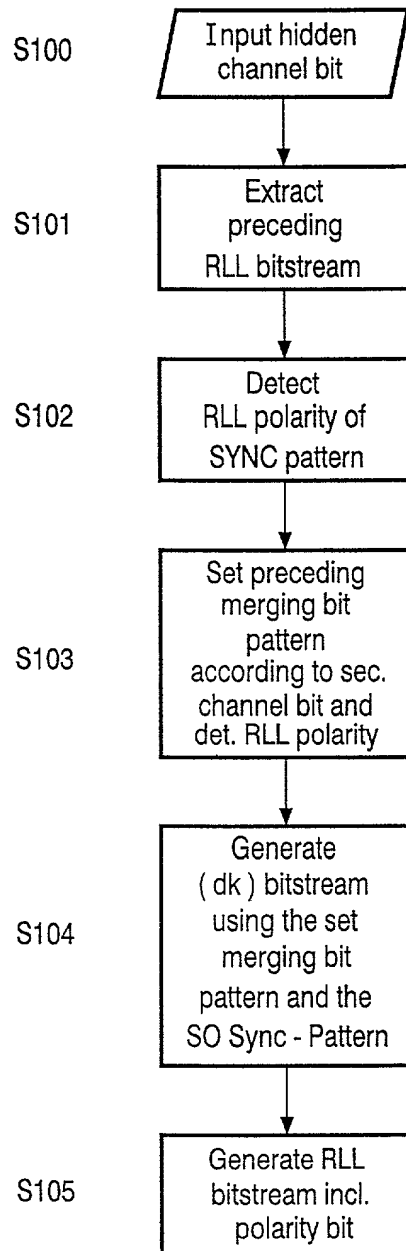 S100
Input hidden
channel bit
S101
Extract
preceding
RLL bitstream
S102
Detect
RLL polarity of
SYNC pattern
S103
Set preceding
merging bit
pattern
according to sec.
channel bit and
det. RLL polarity
S104
Generate
( dk ) bitstream
using the set
merging bit
pattern and the
SO Sync - Pattern
S105
Generate RLL
bitstream incl.
polarity bit